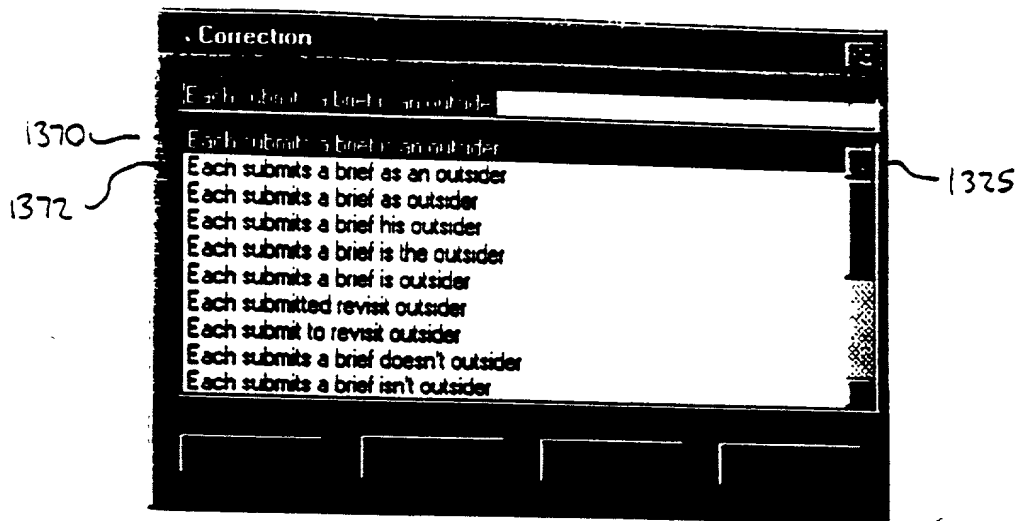 . Correction
Each submits a brief is an outside
1370
Each submits a brief is an outsider
1325
Each submits a brief as an outsider
1372
Each submits a brief as outsider
Each submits a brief his outsider
Each submits a brief is the outsider
Each submits a brief is outsider
Each submitted revisit outsider
Each submit to revisit outsider
Each submits a brief doesn't outsider
Each submits a brief isn't outsider